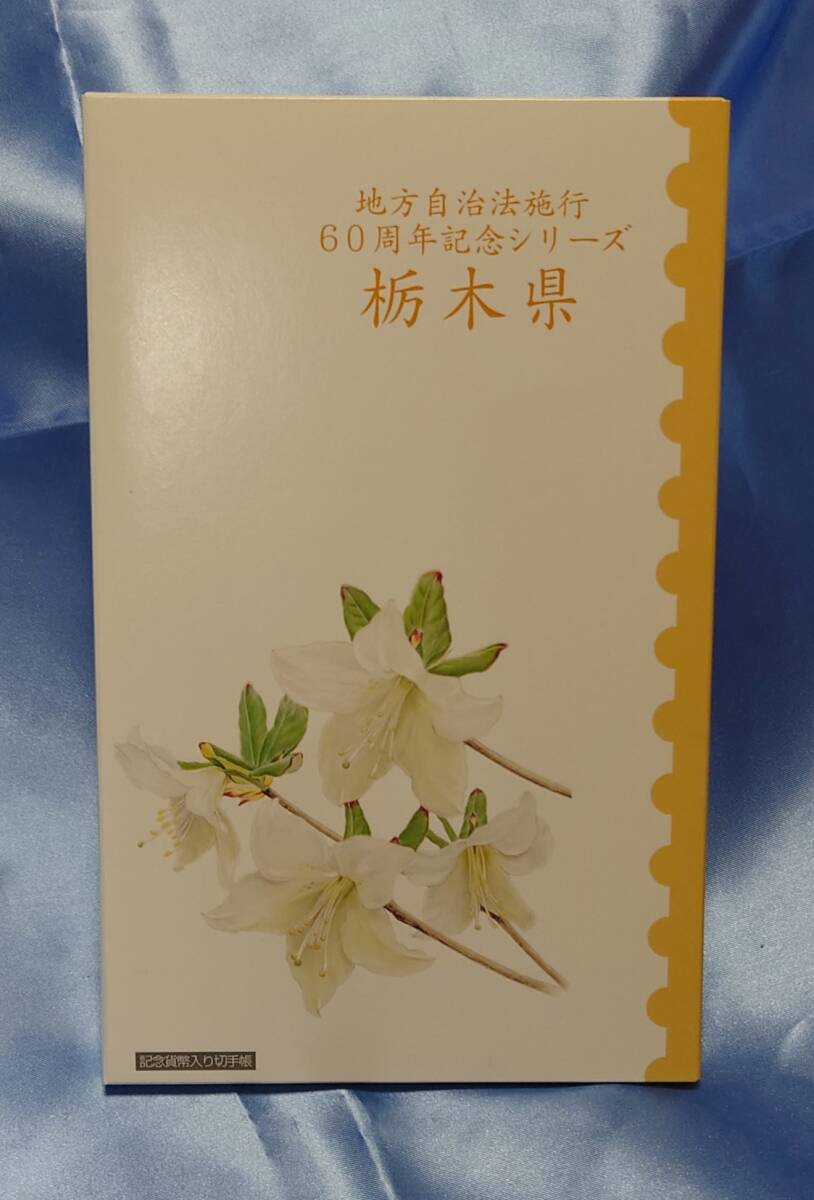 地方自治法施行
60周年記念シリーズ
栃木県
記念貨幣入り切手帳